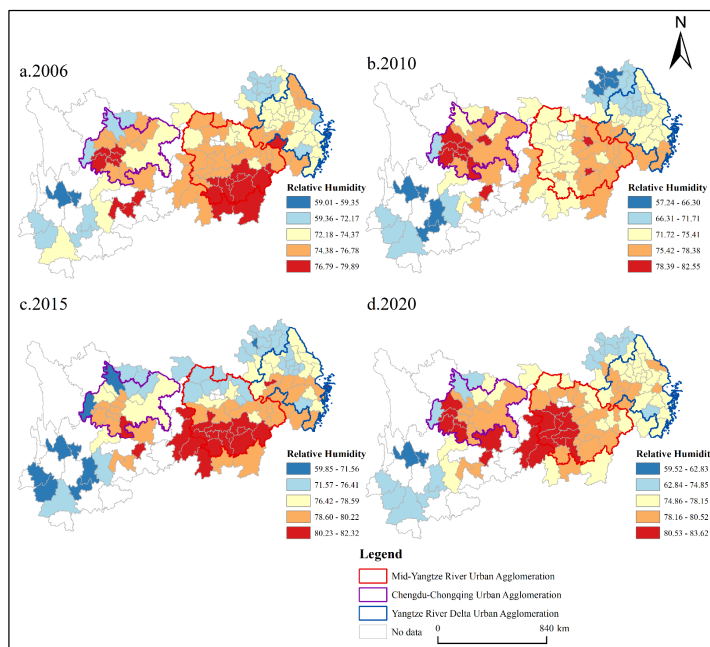 N
a.2006
b.2010
Relative Humidity
59.01 - 59.35
59.36 - 72.17
72.18 - 74.37
74.38 - 76.78
76.79 - 79.89
Relative Humidity
57.24 - 66.30
66.31 - 71.71
71.72 - 75.41
75.42 - 78.38
78.39 - 82.55
c.2015
d.2020
Relative Humidity
59.85 - 71.56
71.57 - 76.41
76.42 - 78.59
78.60 - 80.22
80.23 - 82.32
Relative Humidity
59.52 - 62.83
62.84 - 74.85
74.86 - 78.15
78.16 - 80.52
80.53 - 83.62
Legend
Mid-Yangtze River Urban Agglomeration
Chengdu-Chongqing Urban Agglomeration
Yangtze River Delta Urban Agglomeration
No data
0 840 km